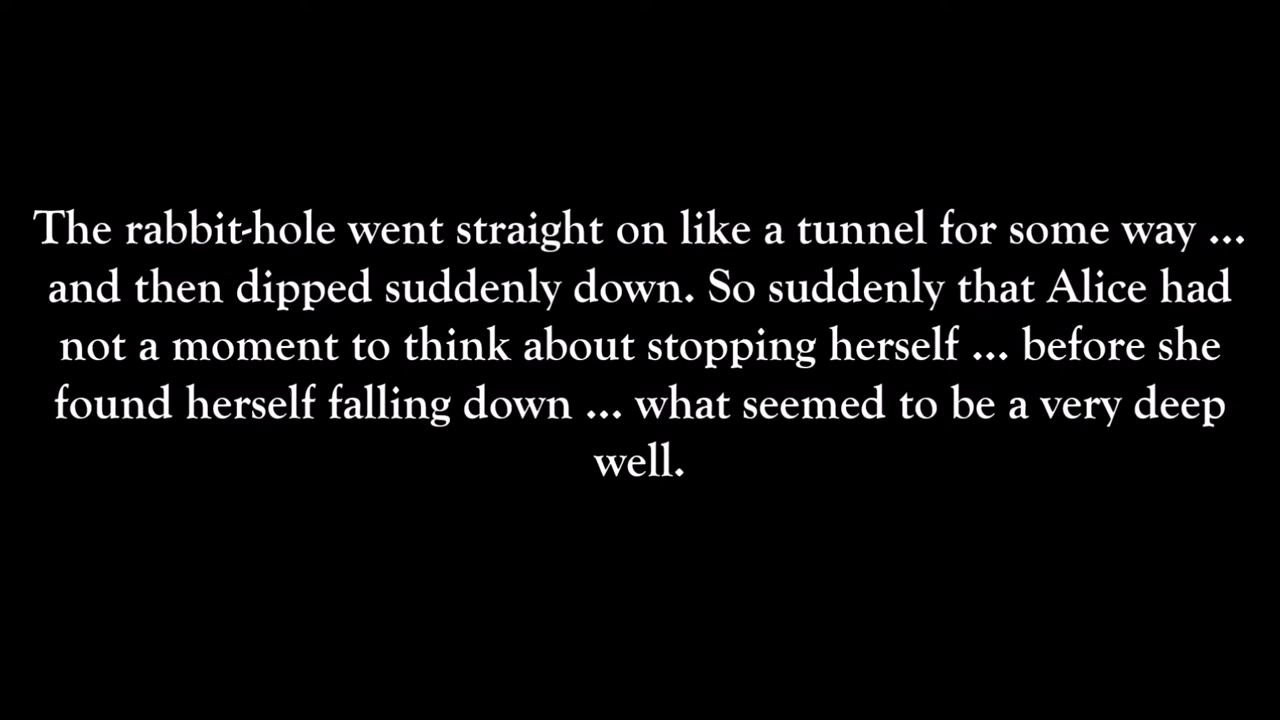 The rabbit-hole went straight on like a tunnel for some way ...
and then dipped suddenly down. So suddenly that Alice had
not a moment to think about stopping herself ... before she
found herself falling down ... what seemed to be a very deep
well.